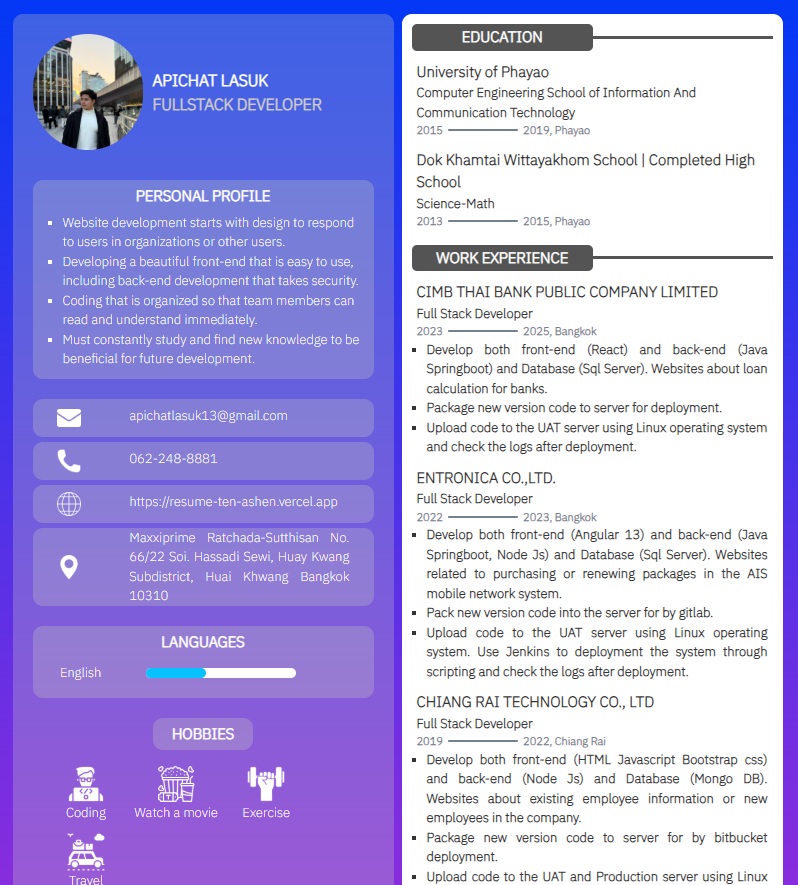 APICHAT LASUK
FULLSTACK DEVELOPER
PERSONAL PROFILE
Website development starts with design to respond
to users in organizations or other users.
Developing a beautiful front-end that is easy to use,
including back-end development that takes security.
Coding that is organized so that team members can
read and understand immediately.
Must constantly study and find new knowledge to be
beneficial for future development.
apichatlasuk13@gmail.com
062-248-8881
https://resume-ten-ashen.vercel.app
Maxxiprime Ratchada-Sutthisan No.
66/22 Soi. Hassadi Sewi, Huay Kwang
Subdistrict, Huai Khwang Bangkok
10310
LANGUAGES
English
HOBBIES
Coding
Watch a movie
Exercise
Travel
EDUCATION
University of Phayao
Computer Engineering School of Information And
Communication Technology
2015 2019, Phayao
Dok Khamtai Wittayakhom School | Completed High
School
Science-Math
2013 2015, Phayao
WORK EXPERIENCE
CIMB THAI BANK PUBLIC COMPANY LIMITED
Full Stack Developer
2023 2025, Bangkok
Develop both front-end (React) and back-end (Java
Springboot) and Database (Sql Server). Websites about loan
calculation for banks.
Package new version code to server for deployment.
Upload code to the UAT server using Linux operating system
and check the logs after deployment.
ENTRONICA CO.,LTD.
Full Stack Developer
2022 2023, Bangkok
Develop both front-end (Angular 13) and back-end (Java
Springboot, Node Js) and Database (Sql Server). Websites
related to purchasing or renewing packages in the AIS
mobile network system.
Pack new version code into the server for by gitlab.
Upload code to the UAT server using Linux operating
system. Use Jenkins to deployment the system through
scripting and check the logs after deployment.
CHIANG RAI TECHNOLOGY CO., LTD
Full Stack Developer
2019 2022, Chiang Rai
Develop both front-end (HTML Javascript Bootstrap css)
and back-end (Node Js) and Database (Mongo DB).
Websites about existing employee information or new
employees in the company.
Package new version code to server for by bitbucket
deployment.
Upload code to the UAT and Production server using Linux